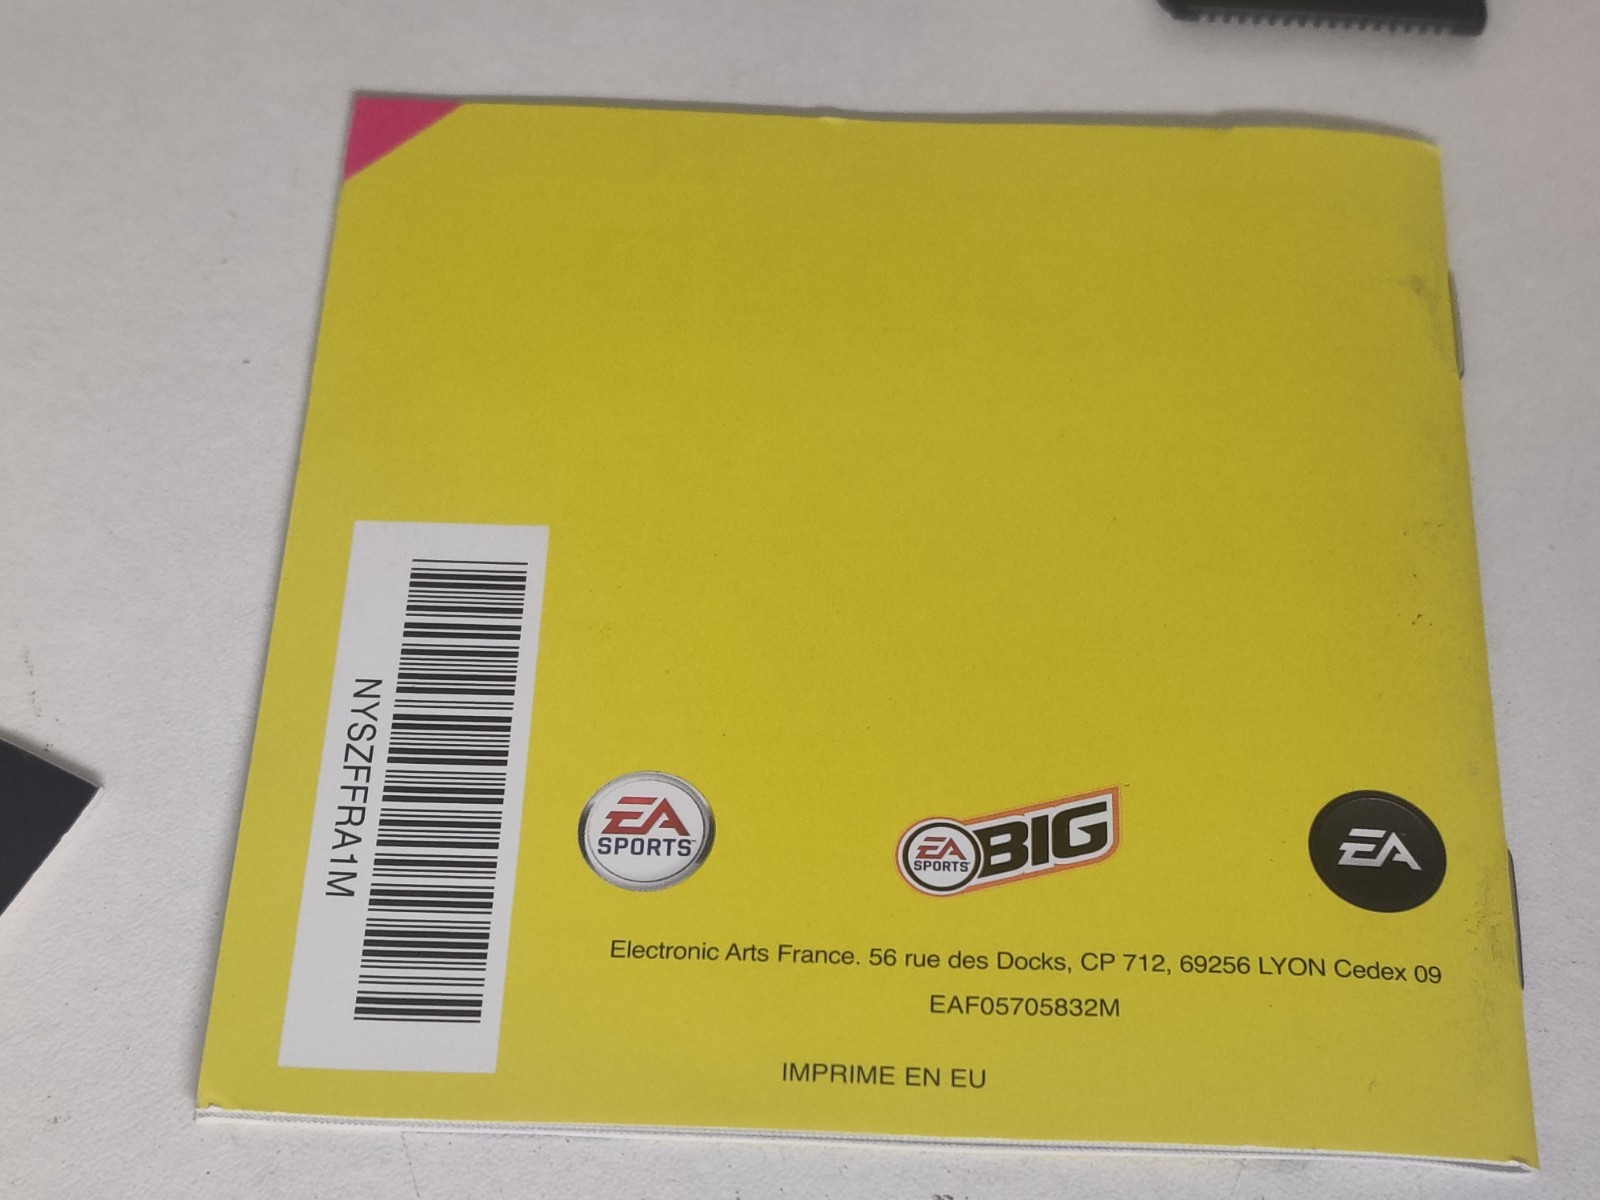 NYSZFFRA1M
EA
SPORTS
EA
SPORTS
BIG
EA
Electronic Arts France. 56 rue des Docks, CP 712, 69256 LYON Cedex 09
EAF05705832M
IMPRIME EN EU